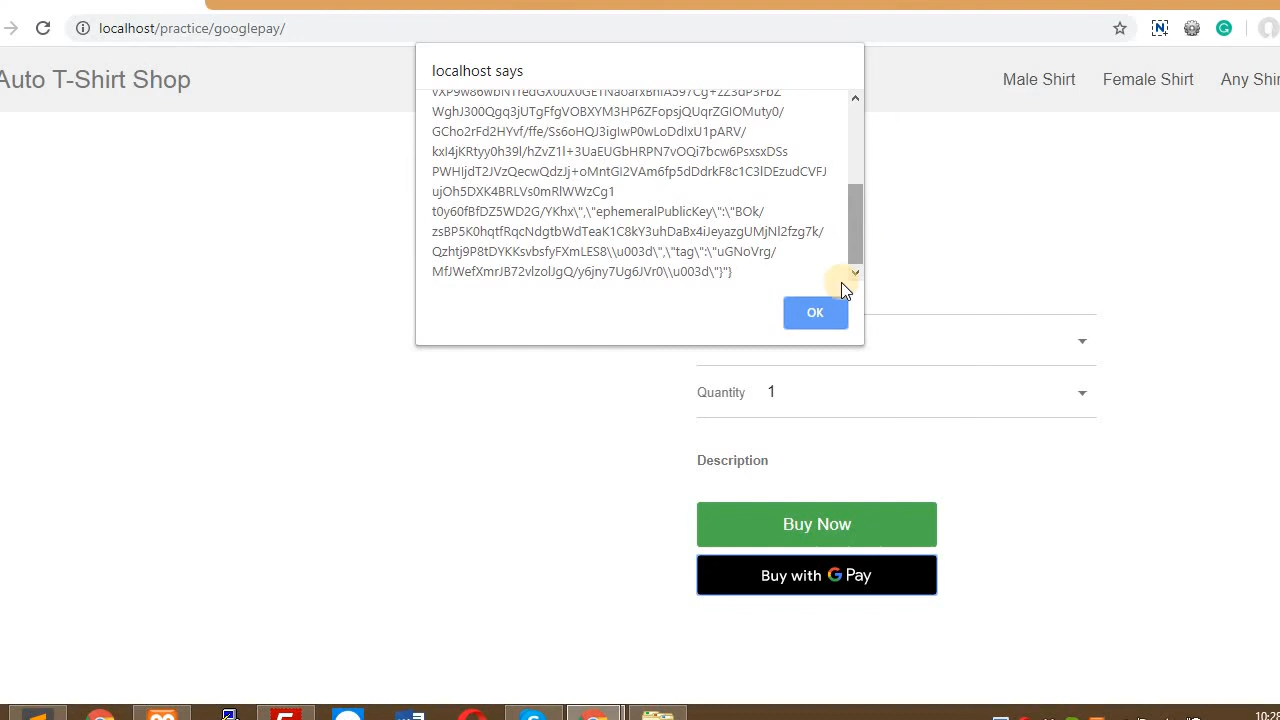 localhost/practice/googlepay/
localhost says
Auto T-Shirt Shop
Male Shirt
Female Shirt
Any Shir
WghJ300Qgq3jUTgFfgVOBXYM3HP6ZFopsjQUqrZGIOMuty0/
GCho2rFd2HYvf/ffe/Ss6oHQJ3igIwP0wLoDdIxU1pARV/
kxI4jKRtyy0h39l/hZvZ1l+3UaEUGbHRPN7vOQi7bcw6PsxsxDSs
PWHIjdT2JVzQecwQdzJj+oMntGI2VAm6fp5dDdrkF8c1C3lDEzudCVFJ
ujOh5DXK4BRLVs0mRlWWzCg1
t0y60fBfDZ5WD2G/YKhx\",\"ephemeralPublicKey\":\"BOk/
zsBP5K0hqtfRqcNdgtbWdTeaK1C8kY3uhDaBx4iJeyazgUMjNl2fzg7k/
Qzhtj9P8tDYKKsvbsfyFXmLES8\\u003d\",\"tag\":\"uGNoVrg/
MfJWefXmrJB72vlzolJgQ/y6jny7Ug6JVr0\\u003d\"}"}
OK
Quantity 1
Description
Buy Now
Buy with G Pay